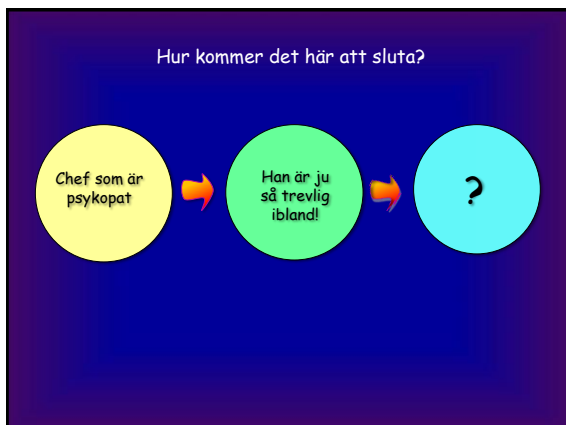 Hur kommer det här att sluta?
Chef som är
psykopat
Han är ju
så trevlig
ibland!
?